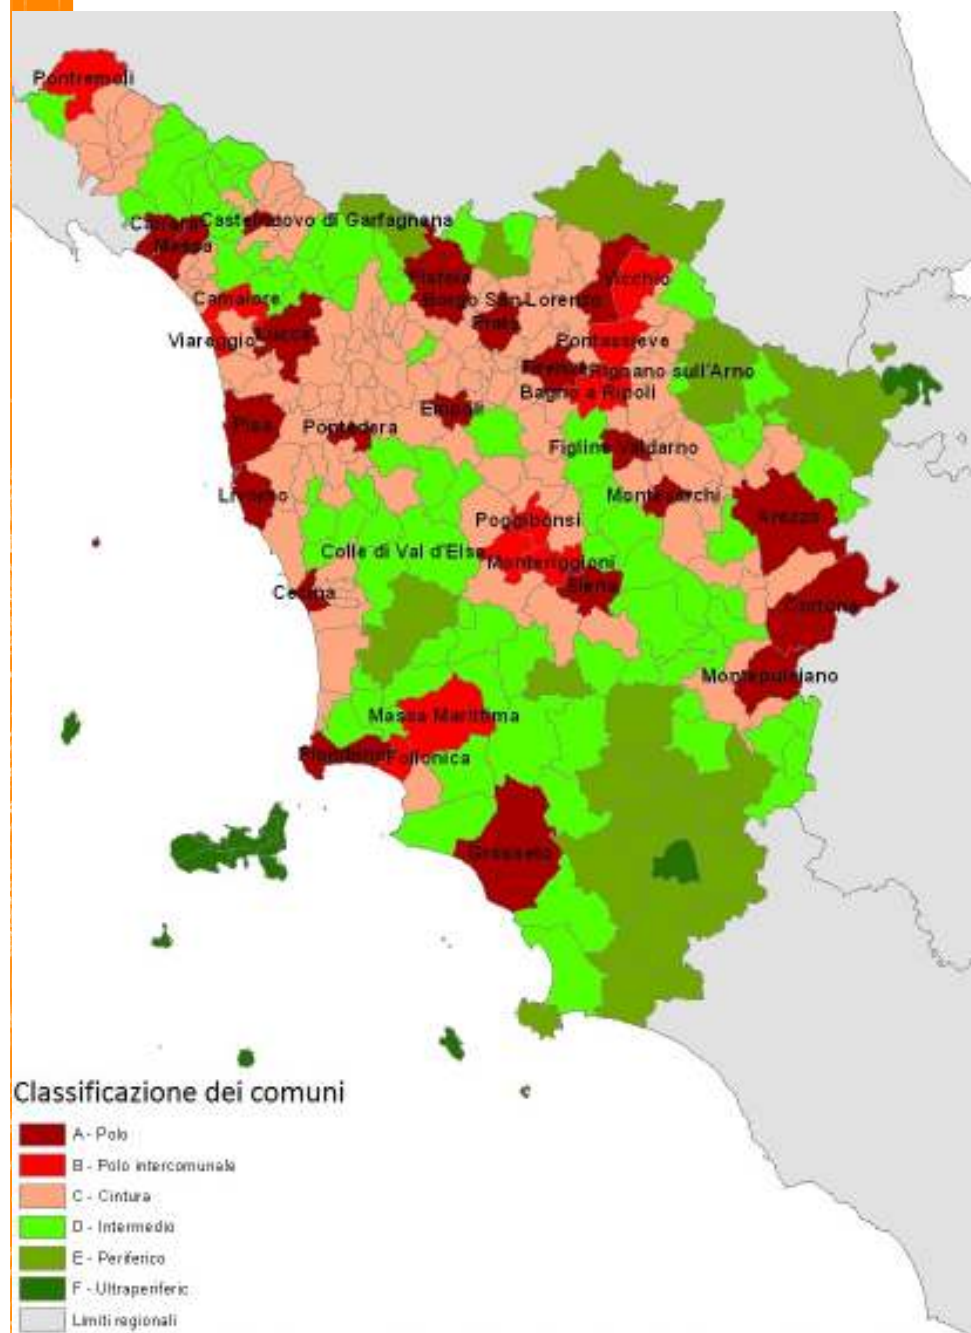 Pontremoli
Carrara
Castelnuovo di Garfagnana
Massa
Pistoia
Vicchio
Camaiore
Borgo San Lorenzo
Prato
Viareggio
Lucca
Pontassieve
Firenze
Rignano sull'Arno
Bagno a Ripoli
Empoli
Pisa
Pontedera
Figline Valdarno
Livorno
Montevarchi
Poggibonsi
Arezzo
Colle di Val d'Elsa
Monteriggioni
Siena
Cecina
Cortona
Montepulciano
Massa Marittima
Piombino
Follonica
Grosseto
Classificazione dei comuni
A - Polo
B - Polo intercomunale
C - Cintura
D - Intermedio
E - Periferico
F - Ultraperiferic
Limiti regionali